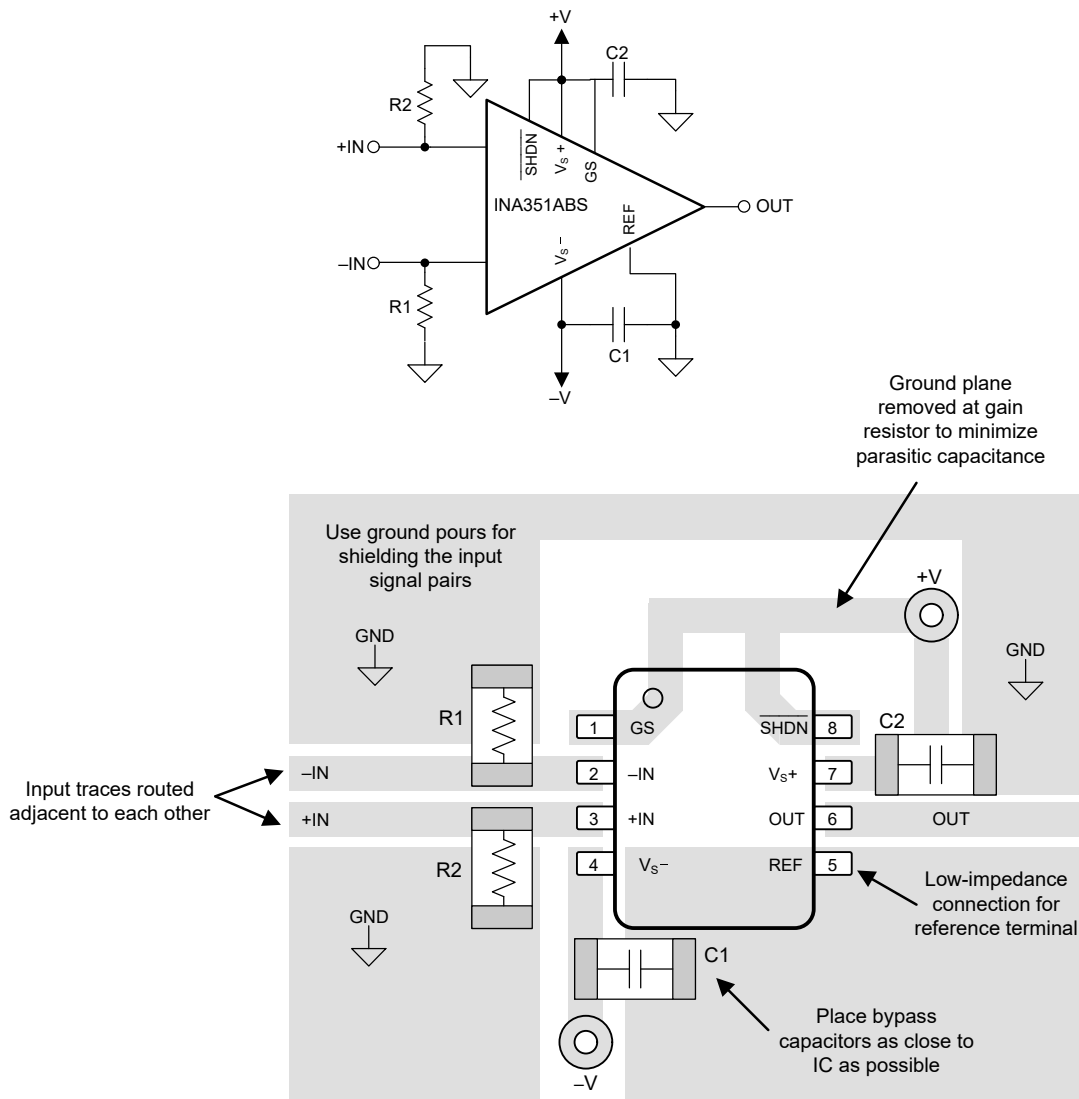 +V
C2
R2
+IN
SHDN
VS+
GS
INA351ABS
OUT
REF
VS–
–IN
R1
C1
–V
Ground plane
removed at gain
resistor to minimize
parasitic capacitance
Use ground pours for
shielding the input
signal pairs
+V
GND
GND
R1
C2
1
GS
SHDN
8
Input traces routed
adjacent to each other
–IN
2
–IN
VS+
7
+IN
3
+IN
OUT
6
OUT
R2
4
VS–
REF
5
Low-impedance
connection for
reference terminal
GND
C1
Place bypass
capacitors as close to
IC as possible
–V